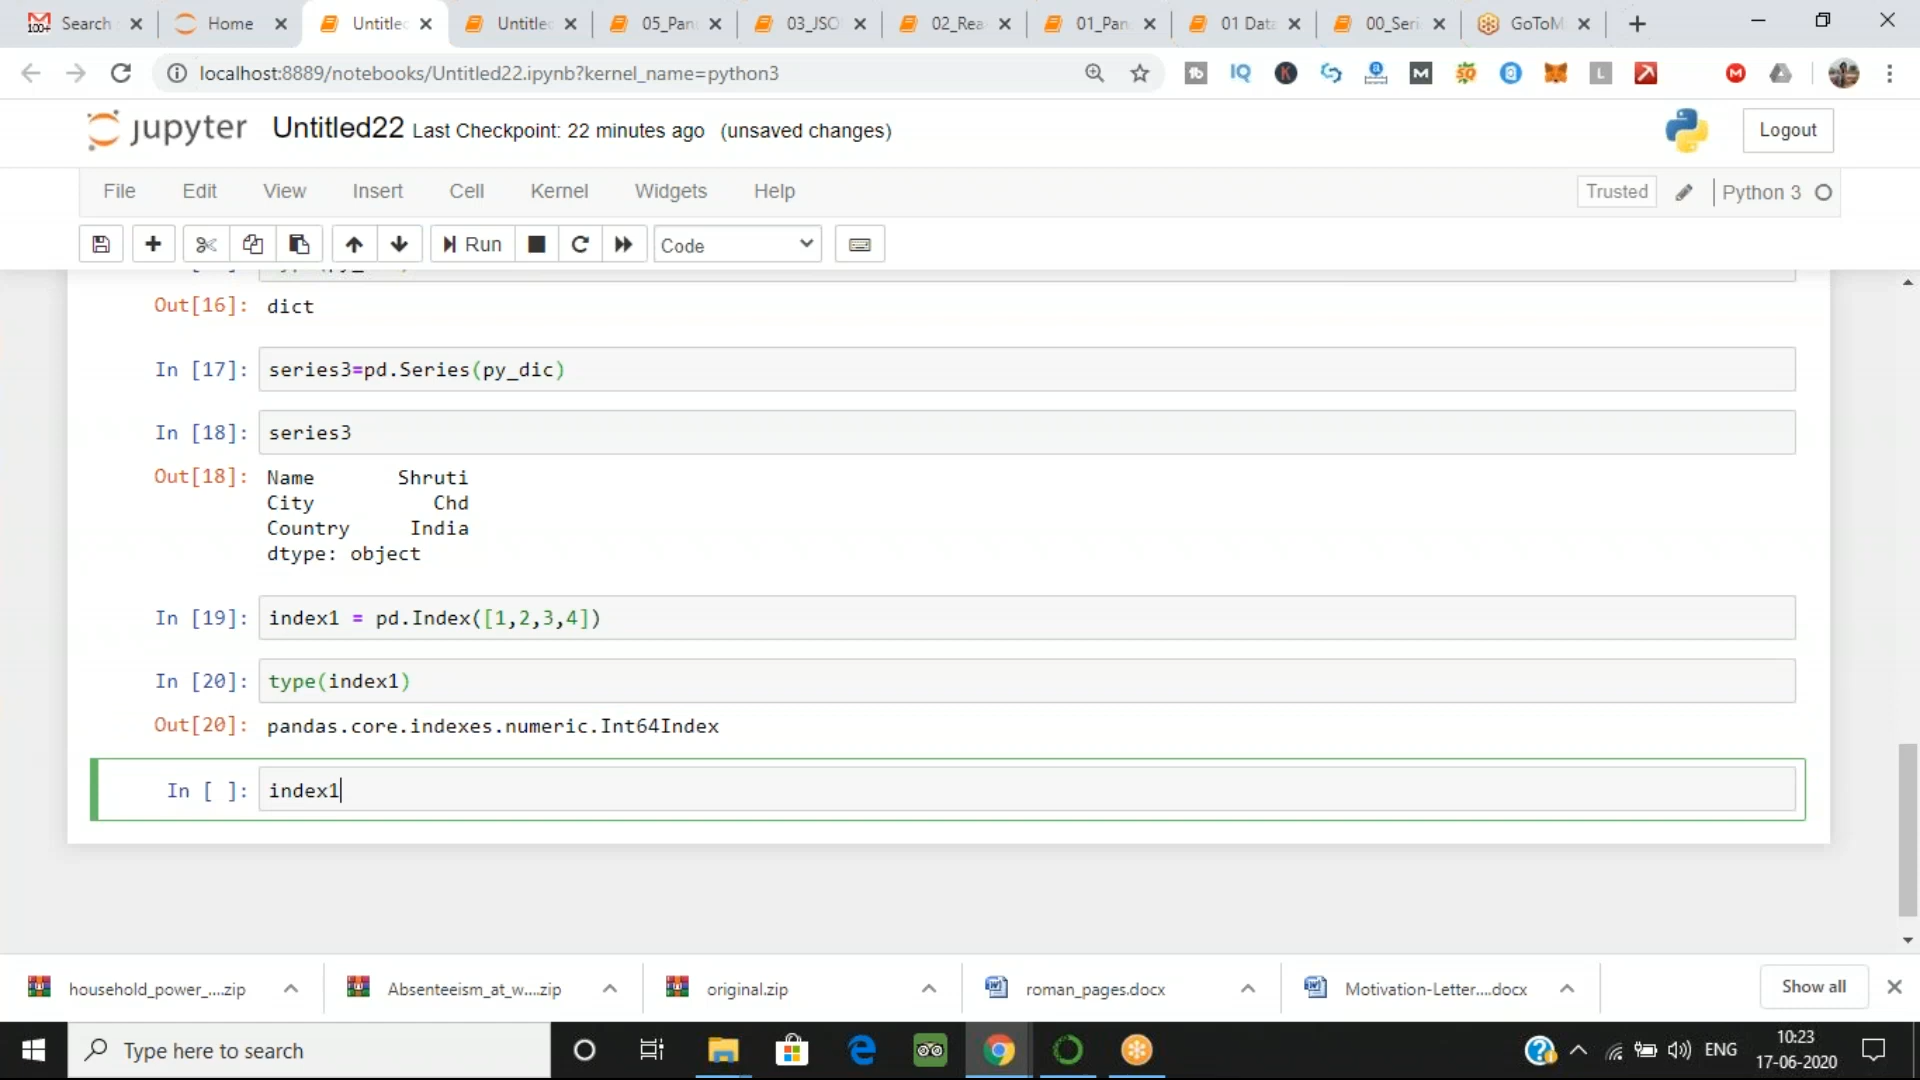 Search
Home
Untitled
Untitled
05_Pan
03_JSO
02_Rea
01_Pan
01 Data
00_Seri
GoToM
localhost:8889/notebooks/Untitled22.ipynb?kernel_name=python3
jupyter Untitled22 Last Checkpoint: 22 minutes ago (unsaved changes)
Logout
File Edit View Insert Cell Kernel Widgets Help
Trusted
Python 3
Run
Code
Out[16]: dict
In [17]: series3=pd.Series(py_dic)
In [18]: series3
Out[18]: Name Shruti
City Chd
Country India
dtype: object
In [19]: index1 = pd.Index([1,2,3,4])
In [20]: type(index1)
Out[20]: pandas.core.indexes.numeric.Int64Index
In [ ]: index1
household_power_....zip
Absenteeism_at_w....zip
original.zip
roman_pages.docx
Motivation-Letter....docx
Show all
Type here to search
ENG
10:23
17-06-2020